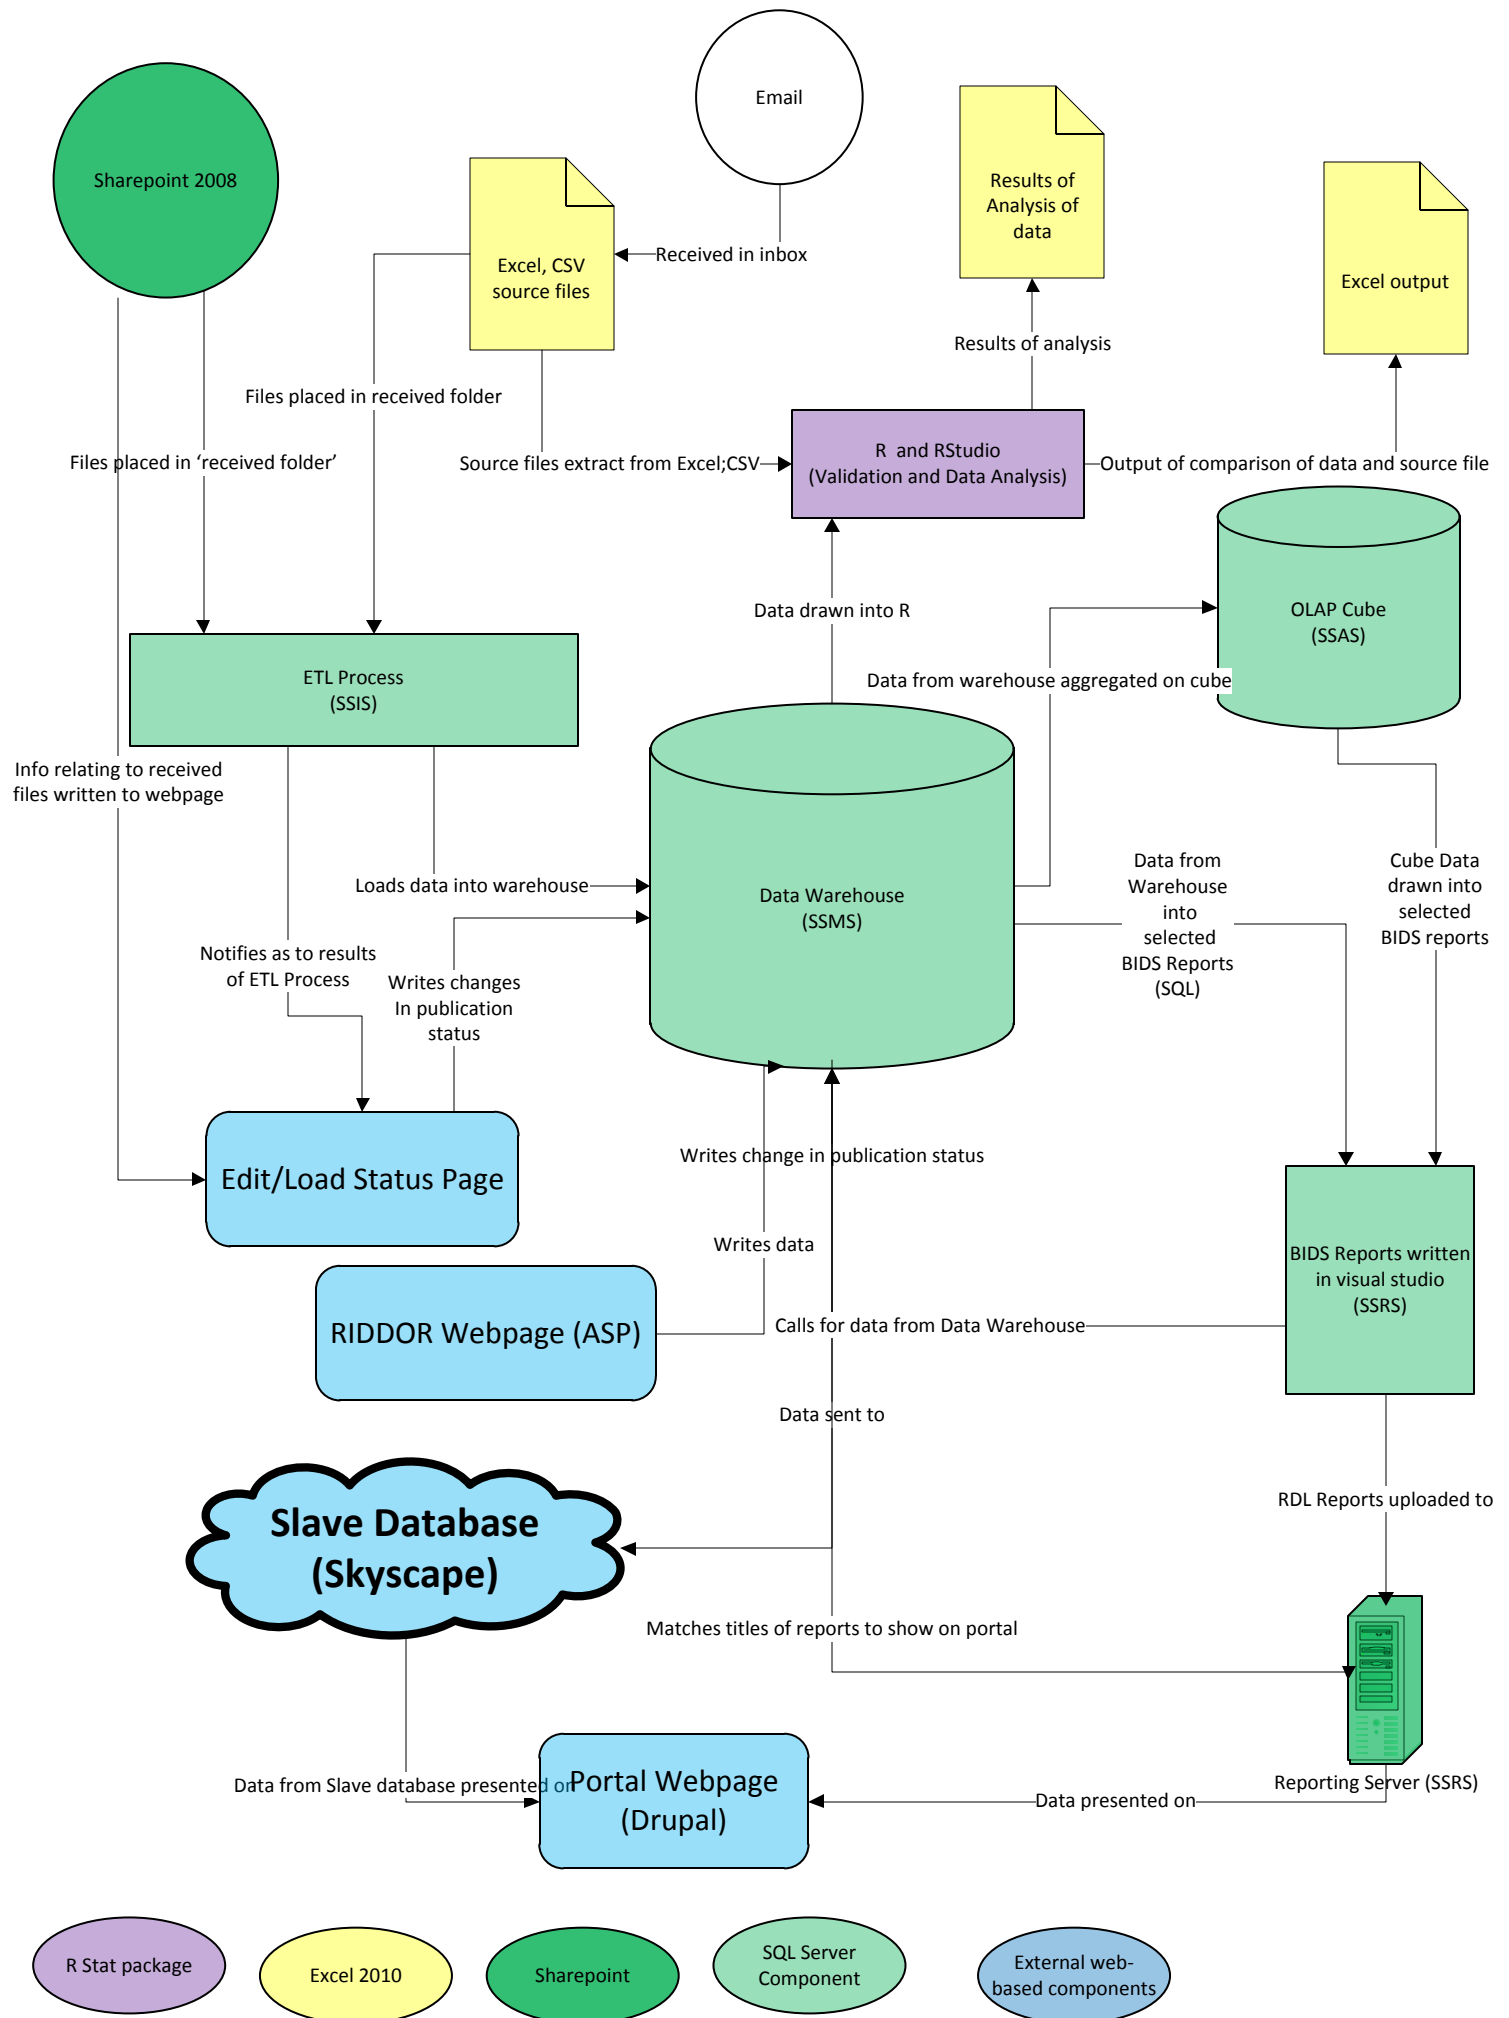 Email
Sharepoint 2008
Results of
Analysis of
data
Excel, CSV
source files
Received in inbox
Excel output
Results of analysis
Files placed in received folder
Files placed in ‘received folder’
Source files extract from Excel;CSV
R  and RStudio
(Validation and Data Analysis)
Output of comparison of data and source file
Data drawn into R
OLAP Cube
(SSAS)
ETL Process
(SSIS)
Data from warehouse aggregated on cube
Info relating to received
files written to webpage
Loads data into warehouse
Data Warehouse
(SSMS)
Data from
Warehouse
into
selected
BIDS Reports
(SQL)
Cube Data
drawn into
selected
BIDS reports
Notifies as to results
of ETL Process
Writes changes
In publication
status
Writes change in publication status
Edit/Load Status Page
Writes data
BIDS Reports written
in visual studio
(SSRS)
RIDDOR Webpage (ASP)
Calls for data from Data Warehouse
Data sent to
RDL Reports uploaded to
Slave Database
(Skyscape)
Matches titles of reports to show on portal
Reporting Server (SSRS)
Data from Slave database presented on
Portal Webpage
(Drupal)
Data presented on
R Stat package
Excel 2010
Sharepoint
SQL Server
Component
External web-
based components